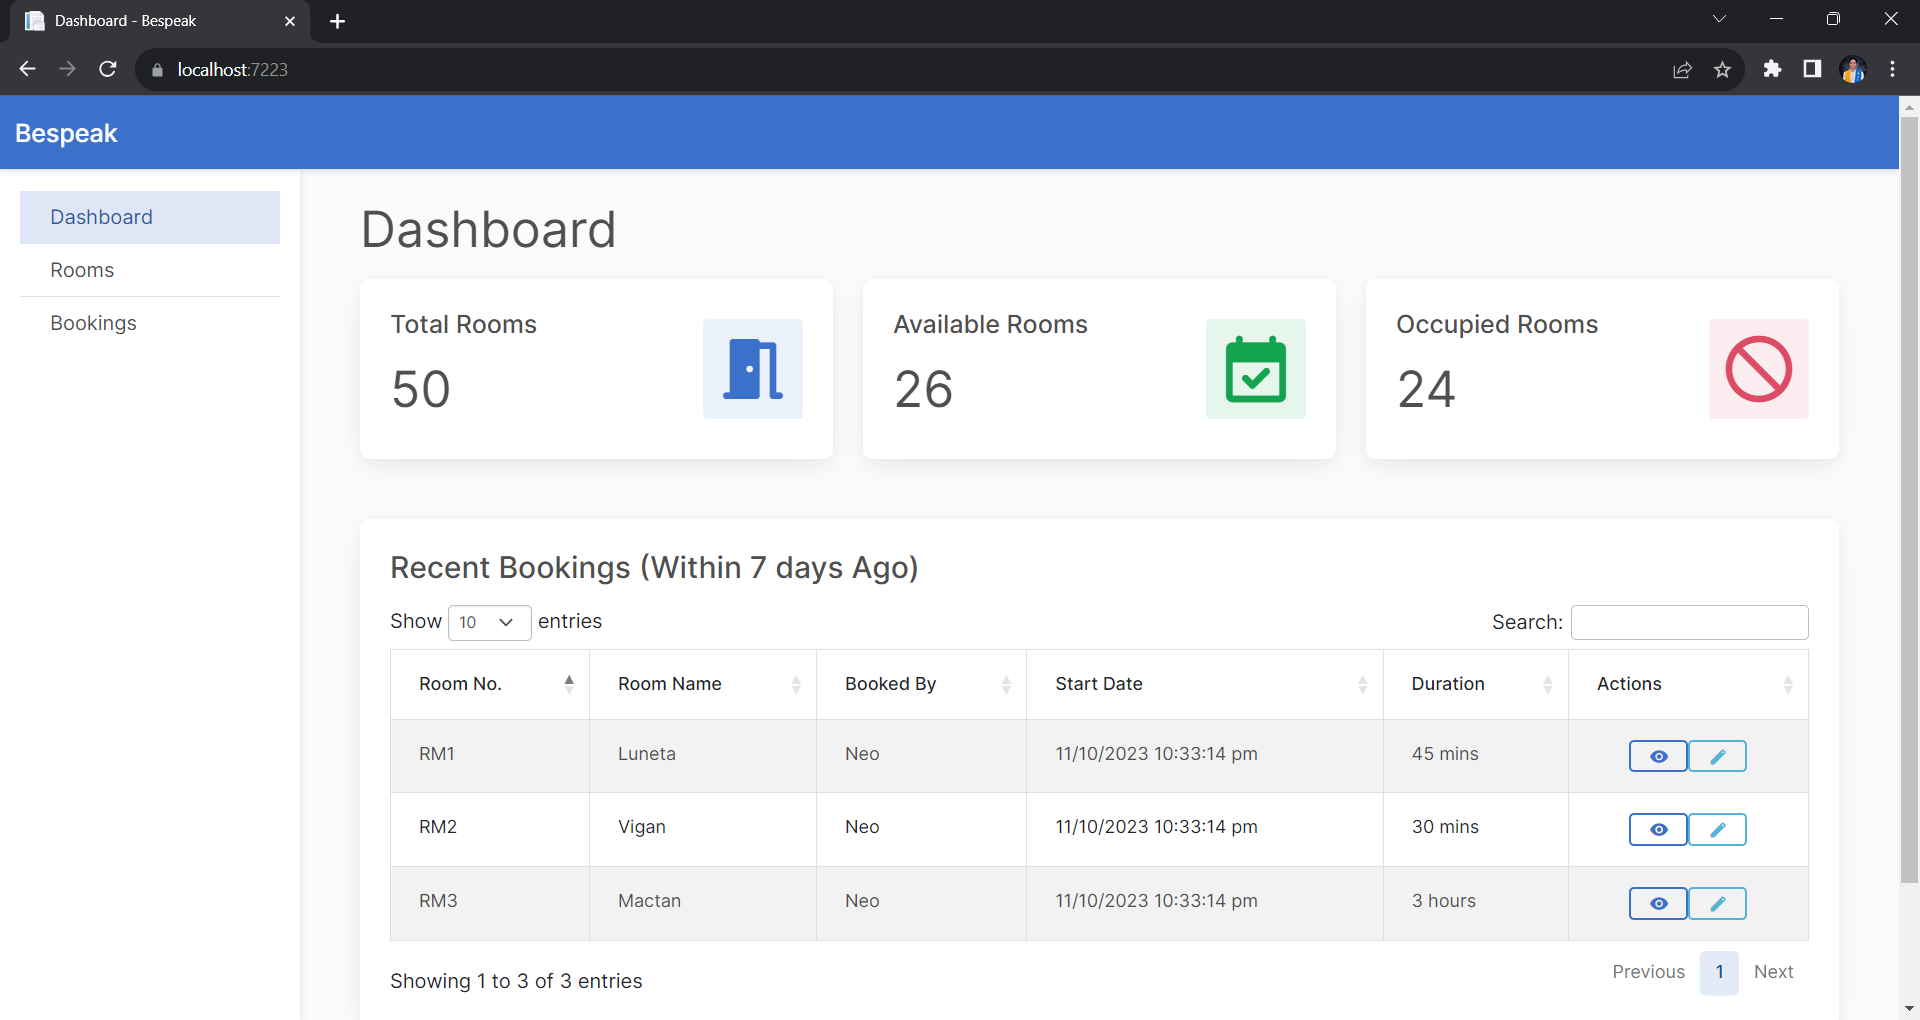 Dashboard - Bespeak
localhost:7223
Bespeak
Dashboard
Rooms
Bookings
Dashboard
Total Rooms
50
Available Rooms
26
Occupied Rooms
24
Recent Bookings (Within 7 days Ago)
Show 10 entries
Search:
Room No. Room Name Booked By Start Date Duration Actions
RM1 Luneta Neo 11/10/2023 10:33:14 pm 45 mins
RM2 Vigan Neo 11/10/2023 10:33:14 pm 30 mins
RM3 Mactan Neo 11/10/2023 10:33:14 pm 3 hours
Showing 1 to 3 of 3 entries
Previous 1 Next